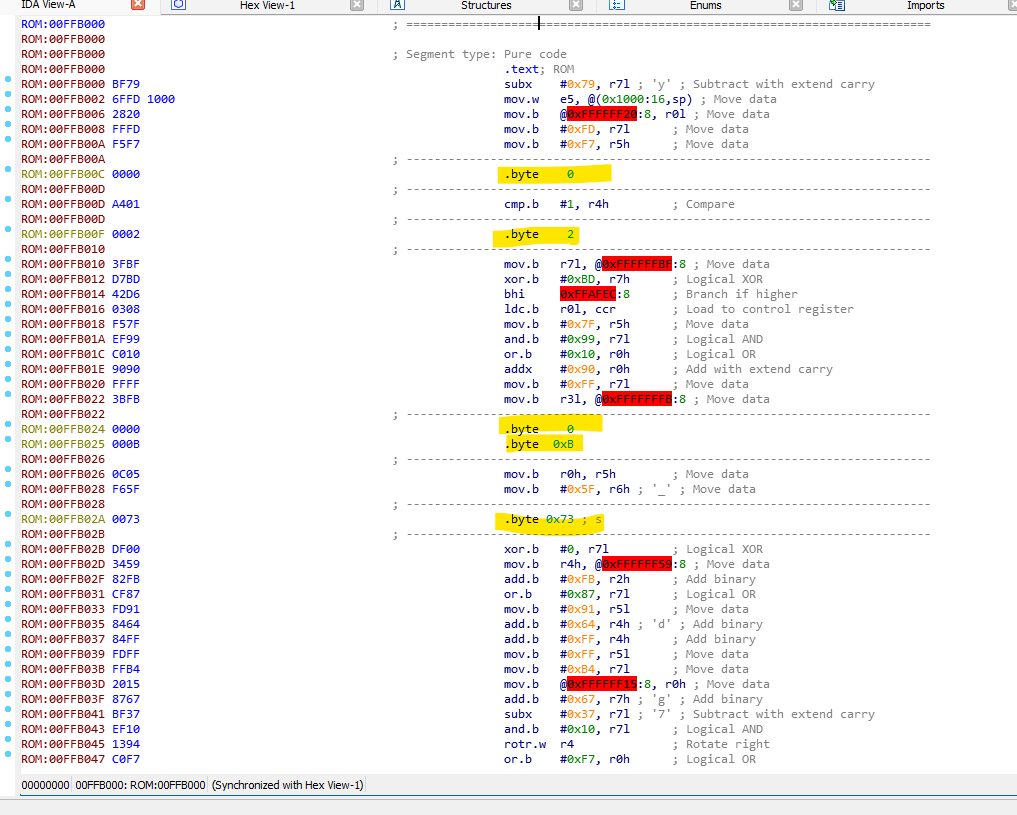 IDA View-A Hex View-1 Structures Enums Imports
ROM:00FFB000 ; ===========================================================================
ROM:00FFB000
ROM:00FFB000 ; Segment type: Pure code
ROM:00FFB000 .text; ROM
ROM:00FFB000 BF79 subx #0x79, r7l ; 'y' ; Subtract with extend carry
ROM:00FFB002 6FFD 1000 mov.w e5, @(0x1000:16,sp) ; Move data
ROM:00FFB006 2820 mov.b @0xFFFFFF20:8, r0l ; Move data
ROM:00FFB008 FFFD mov.b #0xFD, r7l ; Move data
ROM:00FFB00A F5F7 mov.b #0xF7, r5h ; Move data
ROM:00FFB00A ; ---------------------------------------------------------------------------
ROM:00FFB00C 0000 .byte 0
ROM:00FFB00D ; ---------------------------------------------------------------------------
ROM:00FFB00D A401 cmp.b #1, r4h ; Compare
ROM:00FFB00D ; ---------------------------------------------------------------------------
ROM:00FFB00F 0002 .byte 2
ROM:00FFB010 ; ---------------------------------------------------------------------------
ROM:00FFB010 3FBF mov.b r7l, @0xFFFFFFBF:8 ; Move data
ROM:00FFB012 D7BD xor.b #0xBD, r7h ; Logical XOR
ROM:00FFB014 42D6 bhi 0xFFAFEC:8 ; Branch if higher
ROM:00FFB016 0308 ldc.b r0l, ccr ; Load to control register
ROM:00FFB018 F57F mov.b #0x7F, r5h ; Move data
ROM:00FFB01A EF99 and.b #0x99, r7l ; Logical AND
ROM:00FFB01C C010 or.b #0x10, r0h ; Logical OR
ROM:00FFB01E 9090 addx #0x90, r0h ; Add with extend carry
ROM:00FFB020 FFFF mov.b #0xFF, r7l ; Move data
ROM:00FFB022 3BFB mov.b r3l, @0xFFFFFFFB:8 ; Move data
ROM:00FFB022 ; ---------------------------------------------------------------------------
ROM:00FFB024 0000 .byte 0
ROM:00FFB025 000B .byte 0xB
ROM:00FFB026 ; ---------------------------------------------------------------------------
ROM:00FFB026 0C05 mov.b r0h, r5h ; Move data
ROM:00FFB028 F65F mov.b #0x5F, r6h ; '_' ; Move data
ROM:00FFB028 ; ---------------------------------------------------------------------------
ROM:00FFB02A 0073 .byte 0x73 ; s
ROM:00FFB02B ; ---------------------------------------------------------------------------
ROM:00FFB02B DF00 xor.b #0, r7l ; Logical XOR
ROM:00FFB02D 3459 mov.b r4h, @0xFFFFFF59:8 ; Move data
ROM:00FFB02F 82FB add.b #0xFB, r2h ; Add binary
ROM:00FFB031 CF87 or.b #0x87, r7l ; Logical OR
ROM:00FFB033 FD91 mov.b #0x91, r5l ; Move data
ROM:00FFB035 8464 add.b #0x64, r4h ; 'd' ; Add binary
ROM:00FFB037 84FF add.b #0xFF, r4h ; Add binary
ROM:00FFB039 FDFF mov.b #0xFF, r5l ; Move data
ROM:00FFB03B FFB4 mov.b #0xB4, r7l ; Move data
ROM:00FFB03D 2015 mov.b @0xFFFFFF15:8, r0h ; Move data
ROM:00FFB03F 8767 add.b #0x67, r7h ; 'g' ; Add binary
ROM:00FFB041 BF37 subx #0x37, r7l ; '7' ; Subtract with extend carry
ROM:00FFB043 EF10 and.b #0x10, r7l ; Logical AND
ROM:00FFB045 1394 rotr.w r4 ; Rotate right
ROM:00FFB047 C0F7 or.b #0xF7, r0h ; Logical OR
00000000 00FFB000: ROM:00FFB000 (Synchronized with Hex View-1)